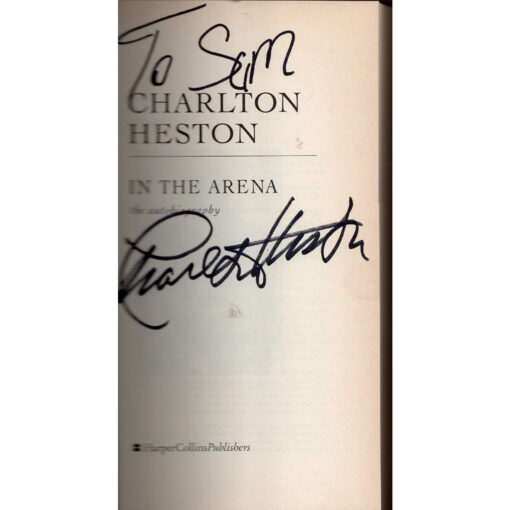 To Sam
CHARLTON
HESTON
IN THE ARENA
the autobiography
Charlton Heston
HarperCollinsPublishers